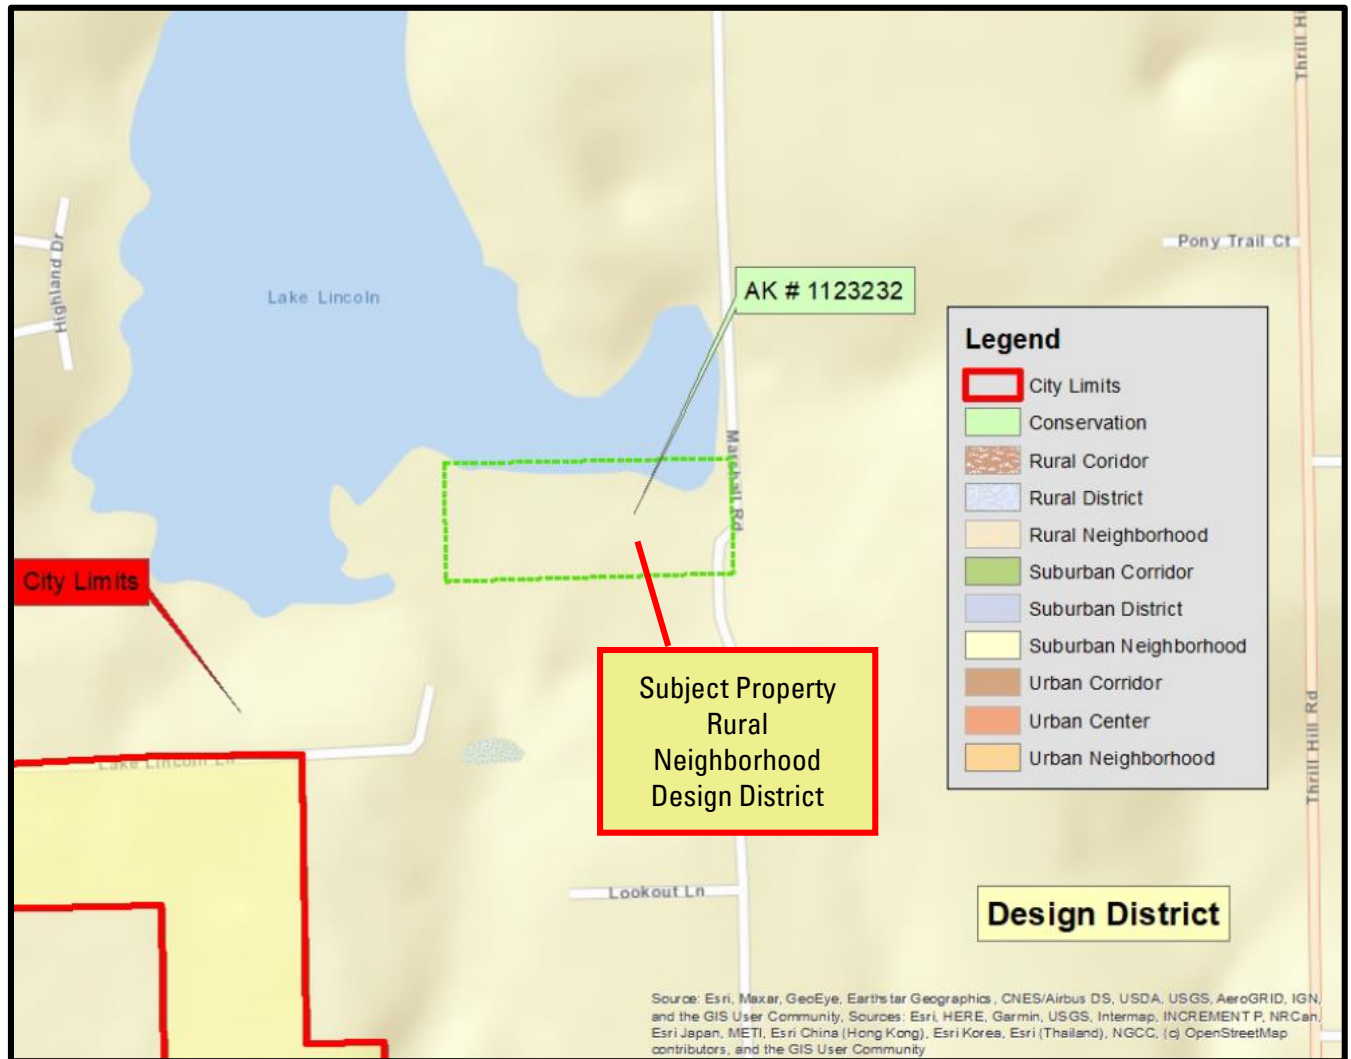 Thrill Hi
Pony Trail Ct
Highland Dr
Lake Lincoln
AK # 1123232
Legend
City Limits
Conservation
Rural Coridor
Rural District
Rural Neighborhood
Suburban Corridor
Suburban District
Suburban Neighborhood
Urban Corridor
Urban Center
Urban Neighborhood
Marshall Rd
City Limits
Subject Property
Rural
Neighborhood
Design District
Lake Lincoln Ln
Thrill Hill Rd
Lookout Ln
Design District
Source: Esri, Maxar, GeoEye, Earthstar Geographics, CNES/Airbus DS, USDA, USGS, AeroGRID, IGN,
and the GIS User Community, Sources: Esri, HERE, Garmin, USGS, Intermap, INCREMENT P, NRCan,
Esri Japan, METI, Esri China (Hong Kong), Esri Korea, Esri (Thailand), NGCC, (c) OpenStreetMap
contributors, and the GIS User Community